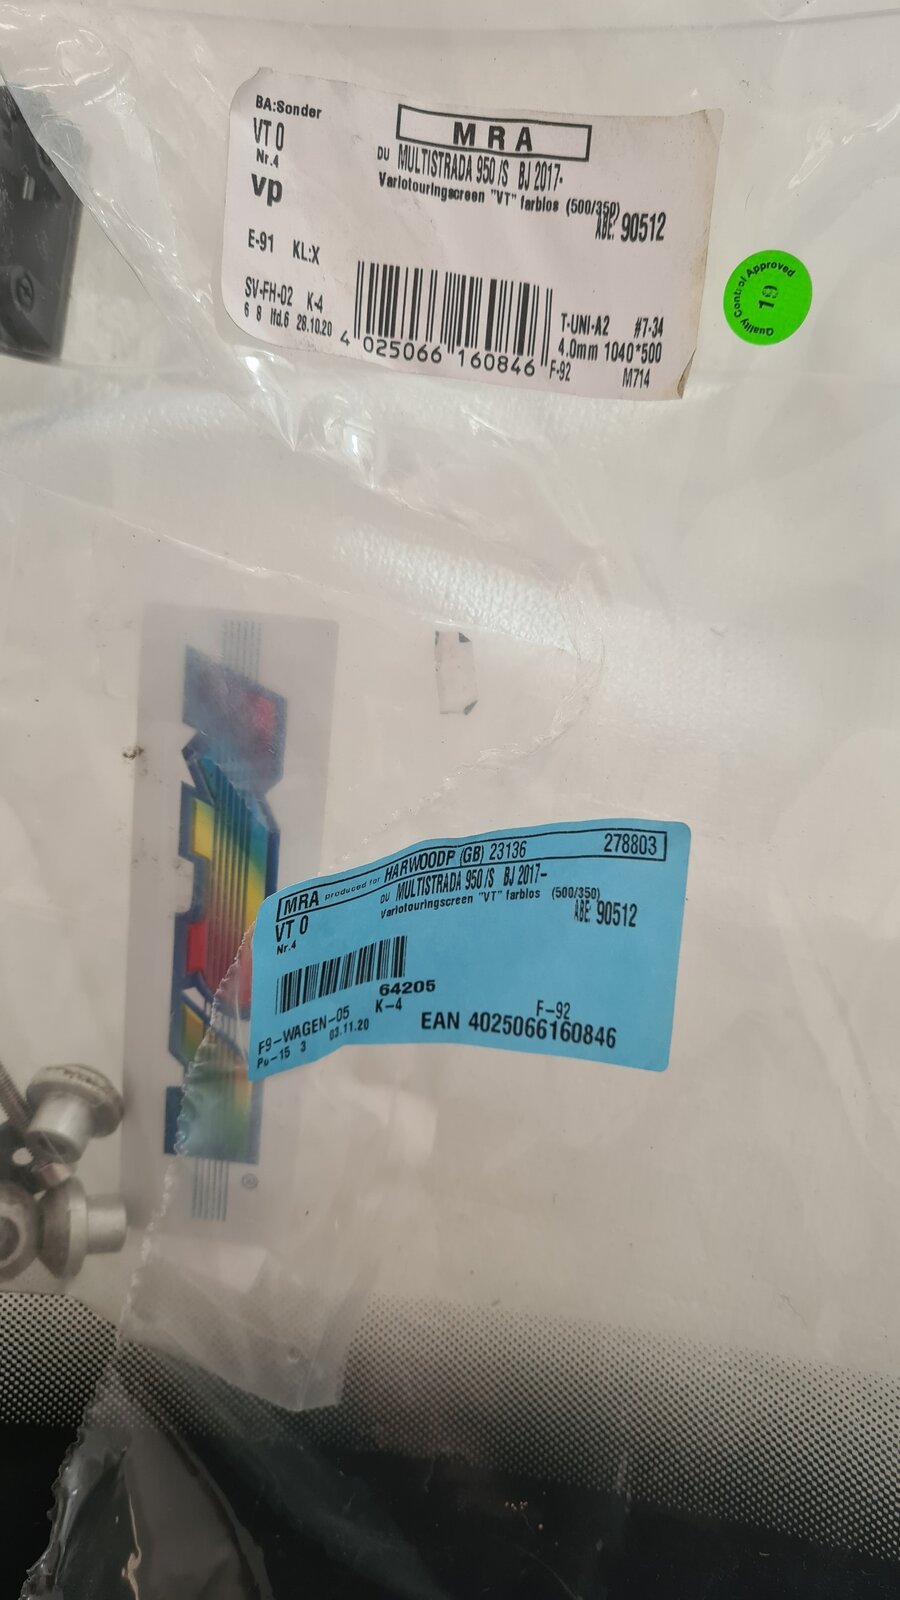 BA:Sonder
VT 0
Nr.4
vp
E-91 KL:X
SV-FH-02 K-4
6 8 lfd.6 28.10.20
MRA
DU MULTISTRADA 950/S BJ 2017-
Variotouringscreen "VT" farblos (500/350)
ABE: 90512
4 025066 160846
T-UNI-A2 #7-34
4.0mm 1040*500
F-92 M714
Quality Control Approved
19
MRA produced for HARWOODP (GB) 23136 278803
DU MULTISTRADA 950/S BJ 2017-
Variotouringscreen "VT" farblos (500/350)
ABE: 90512
VT 0
Nr.4
64205
F9-WAGEN-05 K-4 F-92
Po-15 3 03.11.20
EAN 4025066160846
®